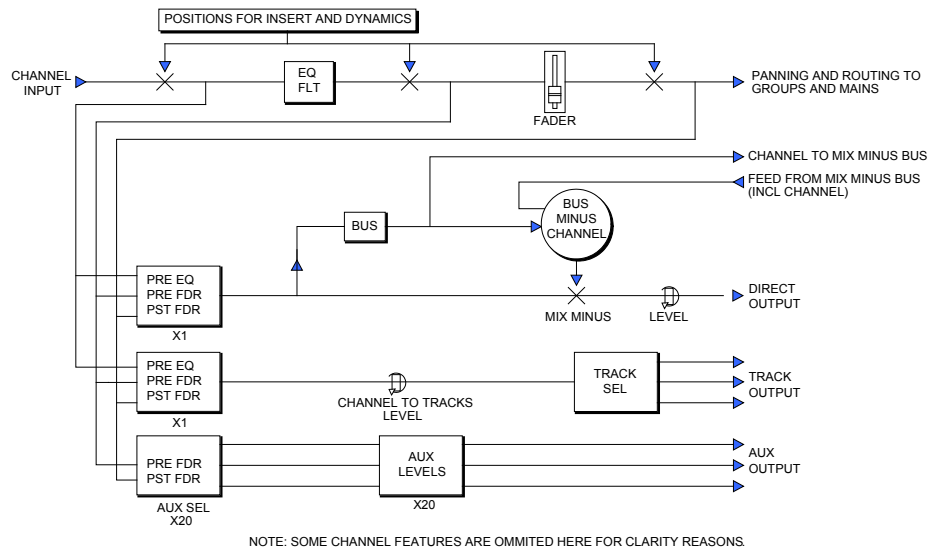 POSITIONS FOR INSERT AND DYNAMICS
CHANNEL
INPUT
EQ
FLT
FADER
PANNING AND ROUTING TO
GROUPS AND MAINS
CHANNEL TO MIX MINUS BUS
FEED FROM MIX MINUS BUS
(INCL CHANNEL)
BUS
BUS
MINUS
CHANNEL
PRE EQ
PRE FDR
PST FDR
X1
MIX MINUS
LEVEL
DIRECT
OUTPUT
PRE EQ
PRE FDR
PST FDR
X1
CHANNEL TO TRACKS
LEVEL
TRACK
SEL
TRACK
OUTPUT
PRE FDR
PST FDR
AUX SEL
X20
AUX
LEVELS
X20
AUX
OUTPUT
NOTE: SOME CHANNEL FEATURES ARE OMMITED HERE FOR CLARITY REASONS.